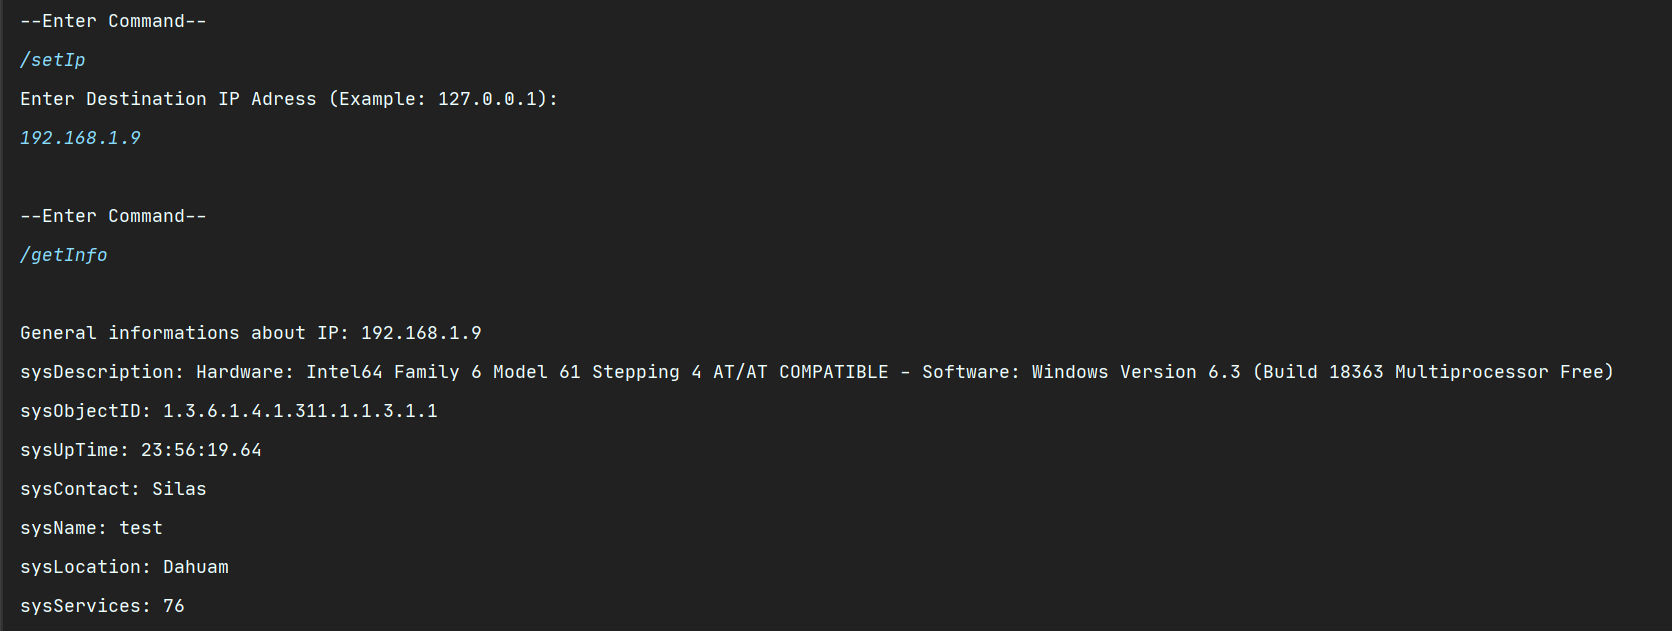 --Enter Command--
/setIp
Enter Destination IP Adress (Example: 127.0.0.1):
192.168.1.9
--Enter Command--
/getInfo
General informations about IP: 192.168.1.9
sysDescription: Hardware: Intel64 Family 6 Model 61 Stepping 4 AT/AT COMPATIBLE - Software: Windows Version 6.3 (Build 18363 Multiprocessor Free)
sysObjectID: 1.3.6.1.4.1.311.1.1.3.1.1
sysUpTime: 23:56:19.64
sysContact: Silas
sysName: test
sysLocation: Dahuam
sysServices: 76